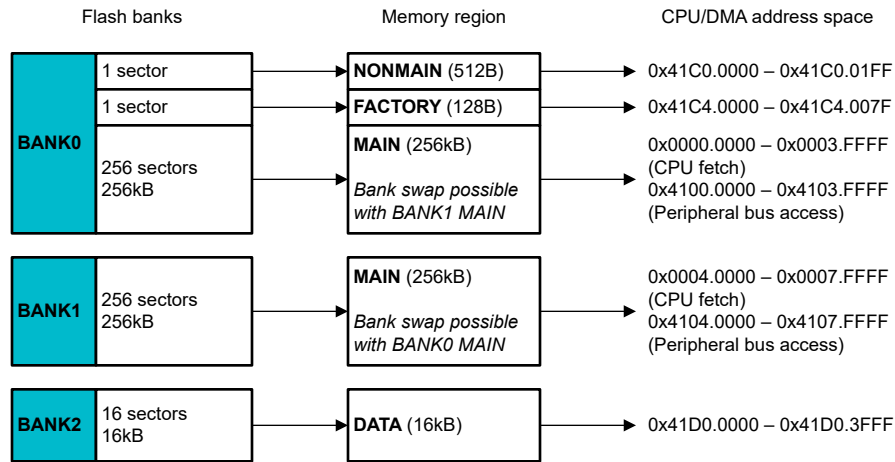 Flash banks
Memory region
CPU/DMA address space
BANK0
1 sector
NONMAIN (512B)
0x41C0.0000 – 0x41C0.01FF
1 sector
FACTORY (128B)
0x41C4.0000 – 0x41C4.007F
256 sectors
256kB
MAIN (256kB)
Bank swap possible
with BANK1 MAIN
0x0000.0000 – 0x0003.FFFF
(CPU fetch)
0x4100.0000 – 0x4103.FFFF
(Peripheral bus access)
BANK1
256 sectors
256kB
MAIN (256kB)
Bank swap possible
with BANK0 MAIN
0x0004.0000 – 0x0007.FFFF
(CPU fetch)
0x4104.0000 – 0x4107.FFFF
(Peripheral bus access)
BANK2
16 sectors
16kB
DATA (16kB)
0x41D0.0000 – 0x41D0.3FFF